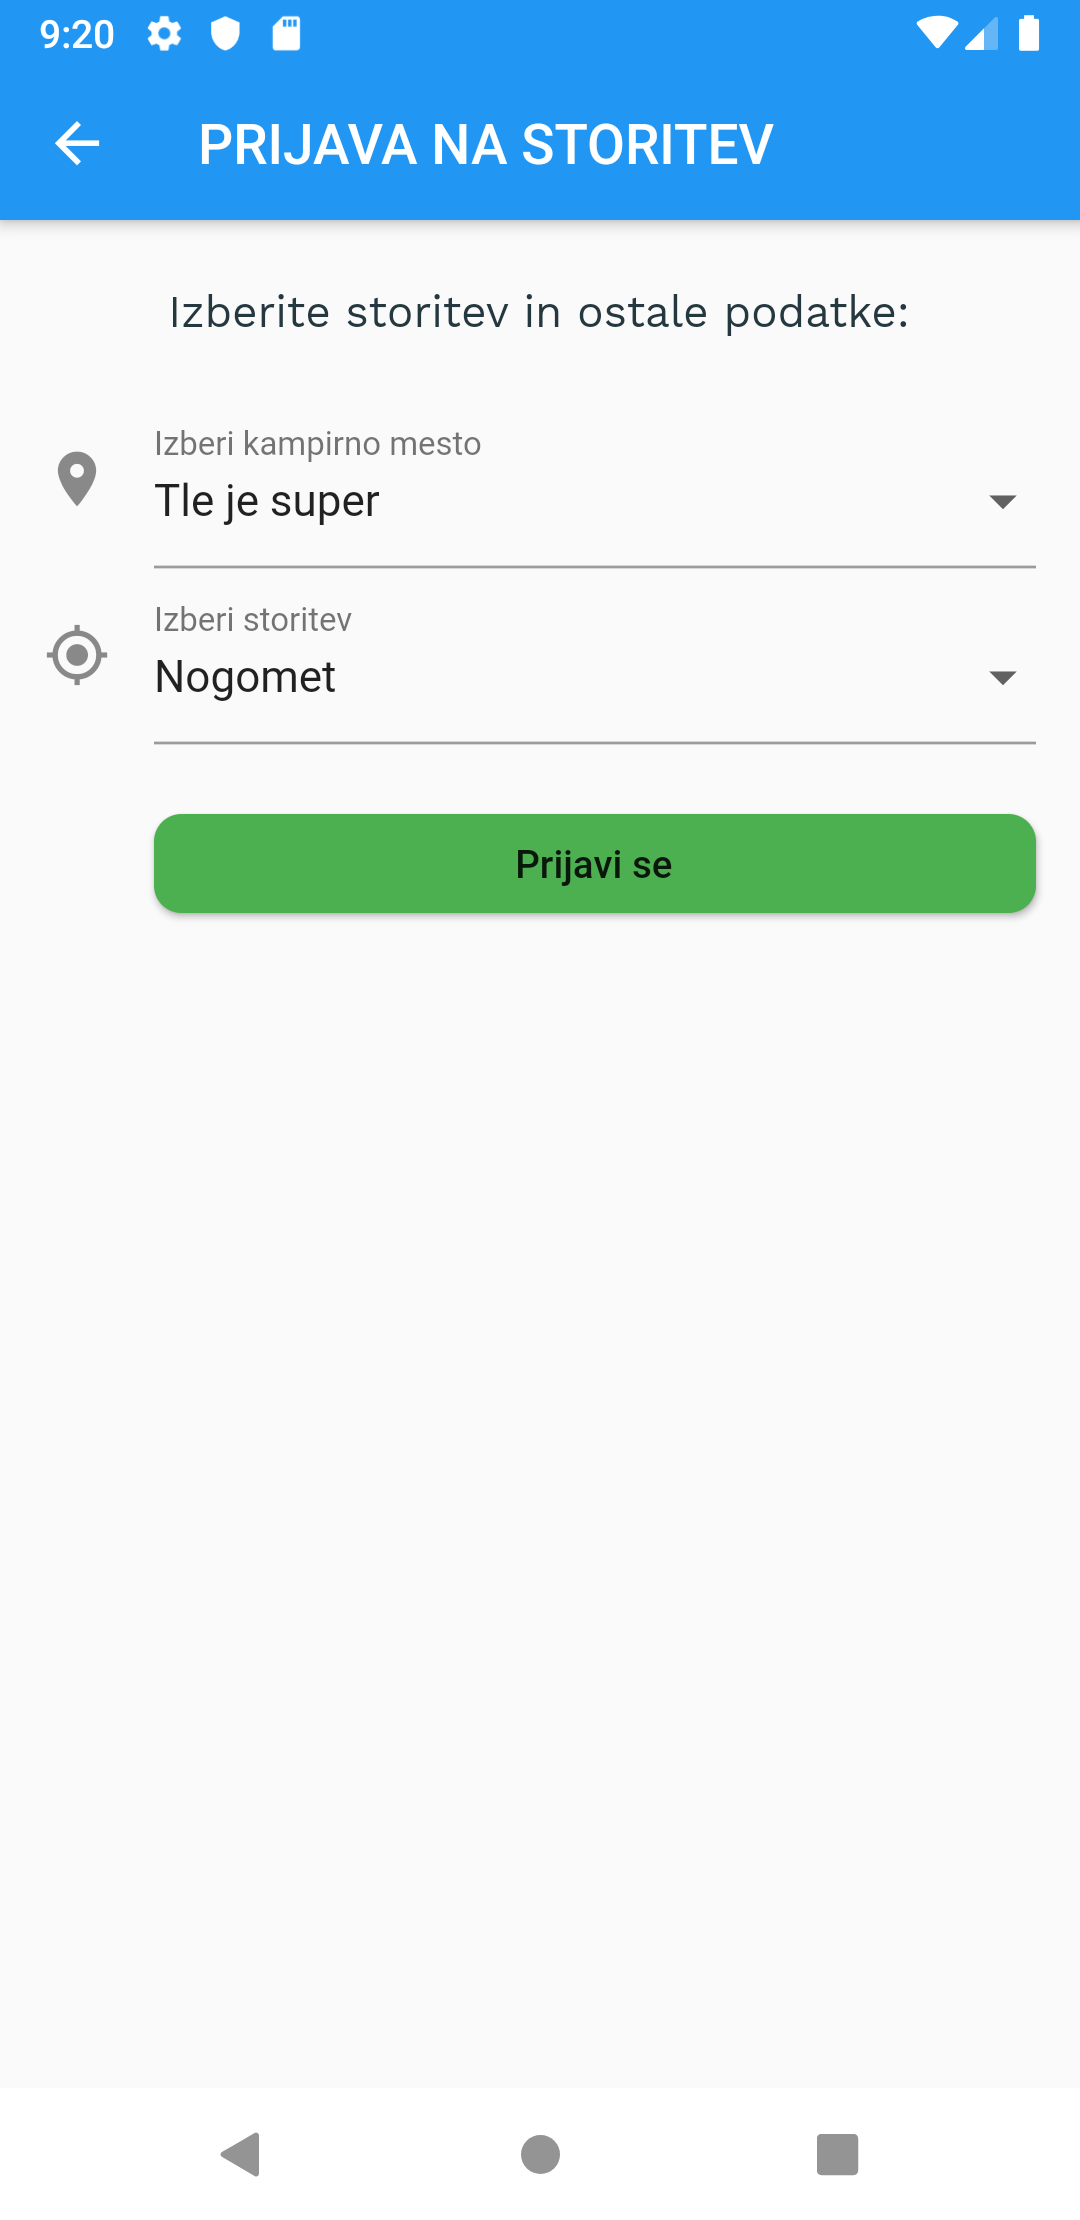 9:20
PRIJAVA NA STORITEV
Izberite storitev in ostale podatke:
Izberi kampirno mesto
Tle je super
Izberi storitev
Nogomet
Prijavi se